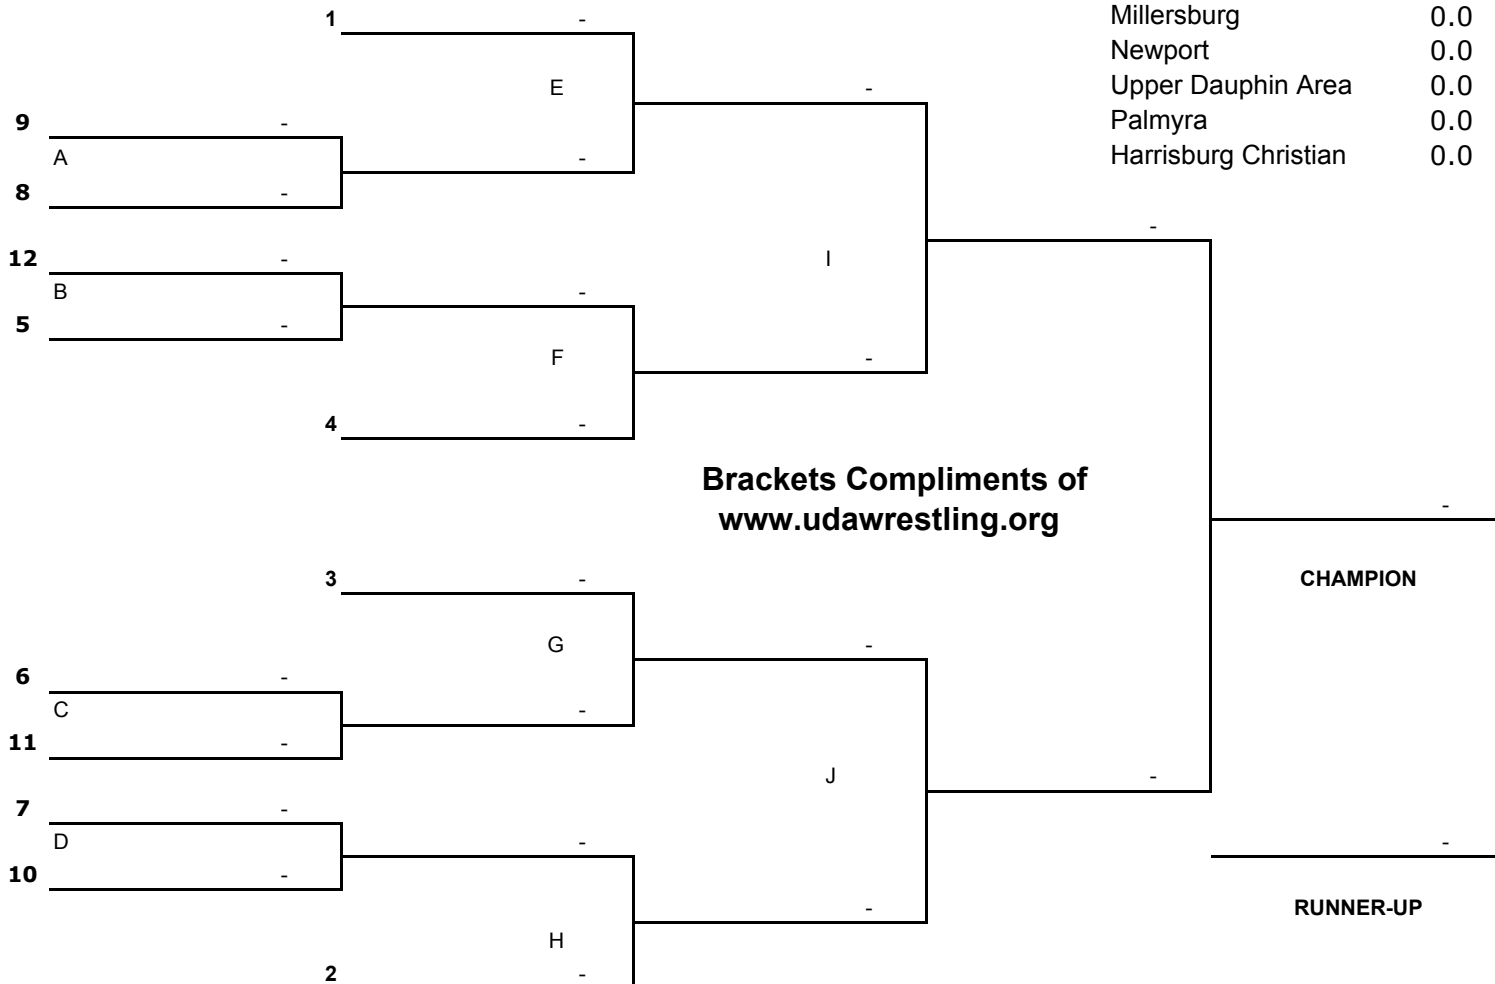 1 -
Millersburg 0.0
Newport 0.0
E -
Upper Dauphin Area 0.0
9 -
Palmyra 0.0
A -
Harrisburg Christian 0.0
8 -
-
12 -
I
B -
5 -
F -
4 -
Brackets Compliments of
www.udawrestling.org
-
3 -
CHAMPION
G -
6 -
C -
11 -
J -
7 -
D - -
10 -
-
RUNNER-UP
H
2 -